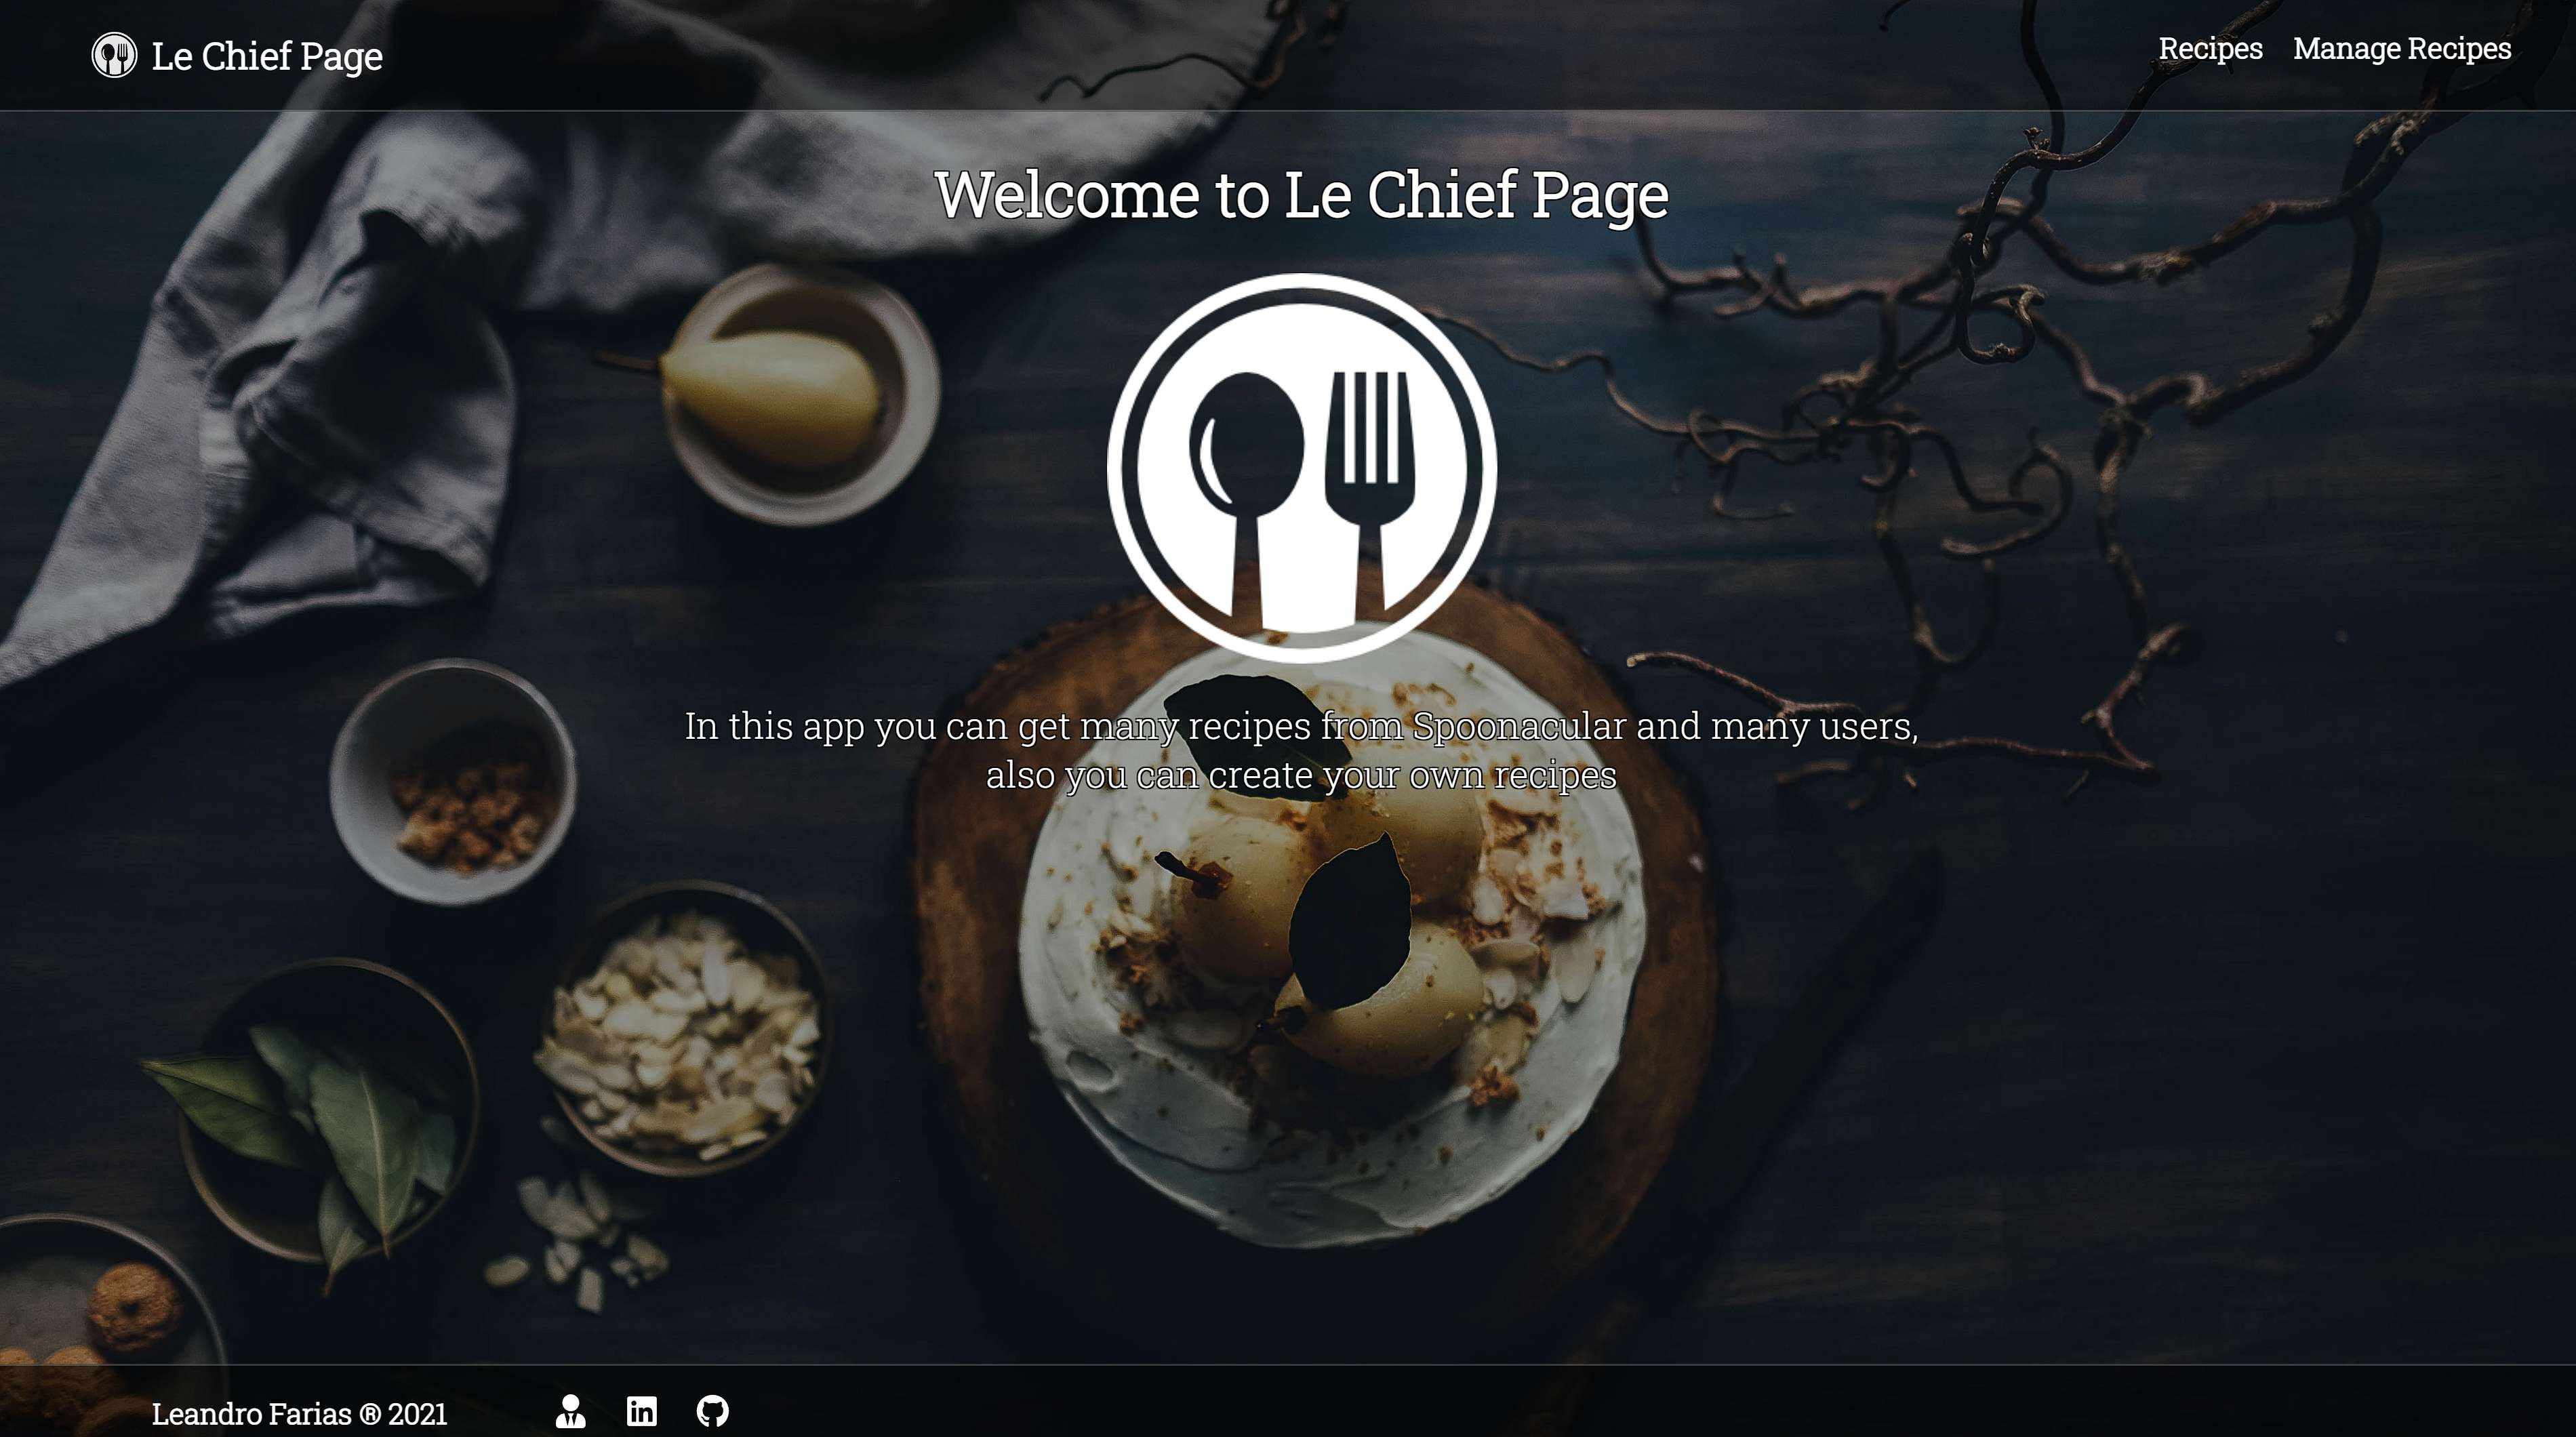 Le Chief Page
Recipes
Manage Recipes
Welcome to Le Chief Page
In this app you can get many recipes from Spoonacular and many users,
also you can create your own recipes
Leandro Farias ® 2021
in